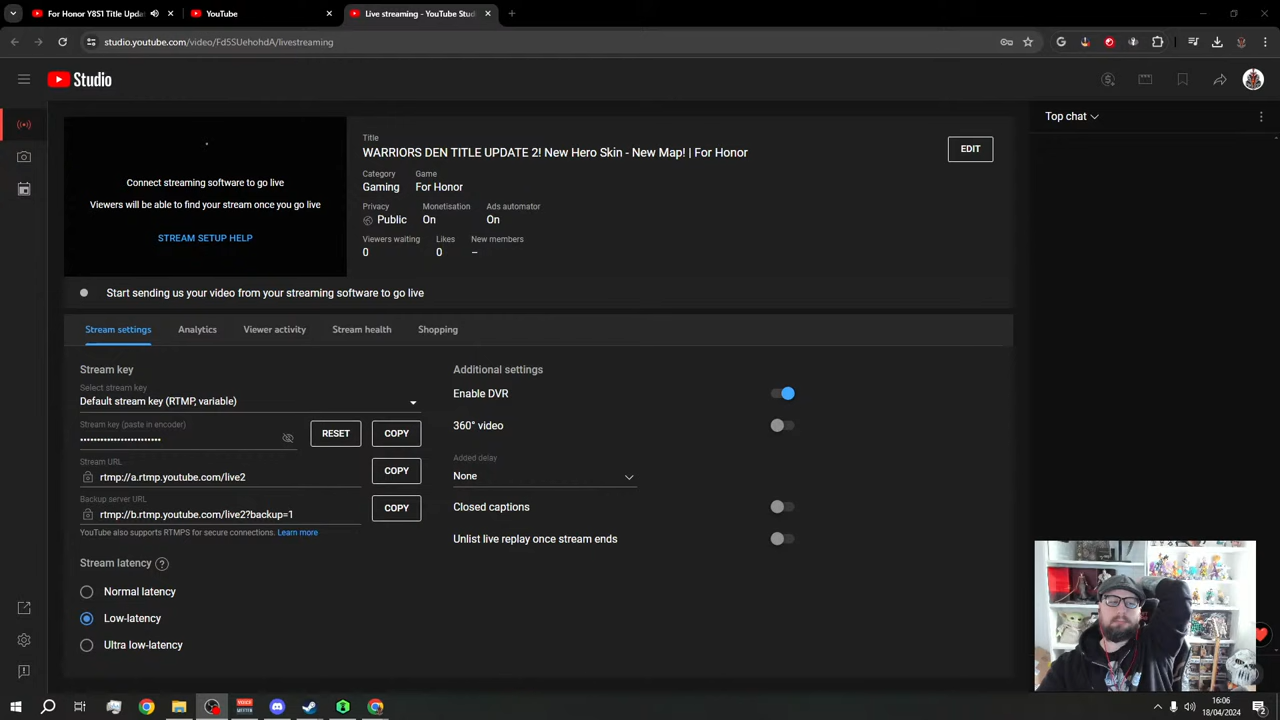 For Honor Y8S1 Title Upda
YouTube
Live streaming - YouTube Stud
studio.youtube.com/video/Fd5SUehohdA/livestreaming
Studio
Top chat
Connect streaming software to go live
Viewers will be able to find your stream once you go live
STREAM SETUP HELP
Title
WARRIORS DEN TITLE UPDATE 2! New Hero Skin - New Map! | For Honor
EDIT
Category
Game
Gaming
For Honor
Privacy
Monetisation
Ads automator
Public
On
On
Viewers waiting
Likes
New members
0
0
–
Start sending us your video from your streaming software to go live
Stream settings
Analytics
Viewer activity
Stream health
Shopping
Stream key
Select stream key
Default stream key (RTMP, variable)
Stream key (paste in encoder)
••••••••••••••••••••••••
RESET
COPY
Stream URL
rtmp://a.rtmp.youtube.com/live2
COPY
Backup server URL
rtmp://b.rtmp.youtube.com/live2?backup=1
COPY
YouTube also supports RTMPS for secure connections. Learn more
Stream latency
Normal latency
Low-latency
Ultra low-latency
Additional settings
Enable DVR
360° video
Added delay
None
Closed captions
Unlist live replay once stream ends
16:06
18/04/2024
2